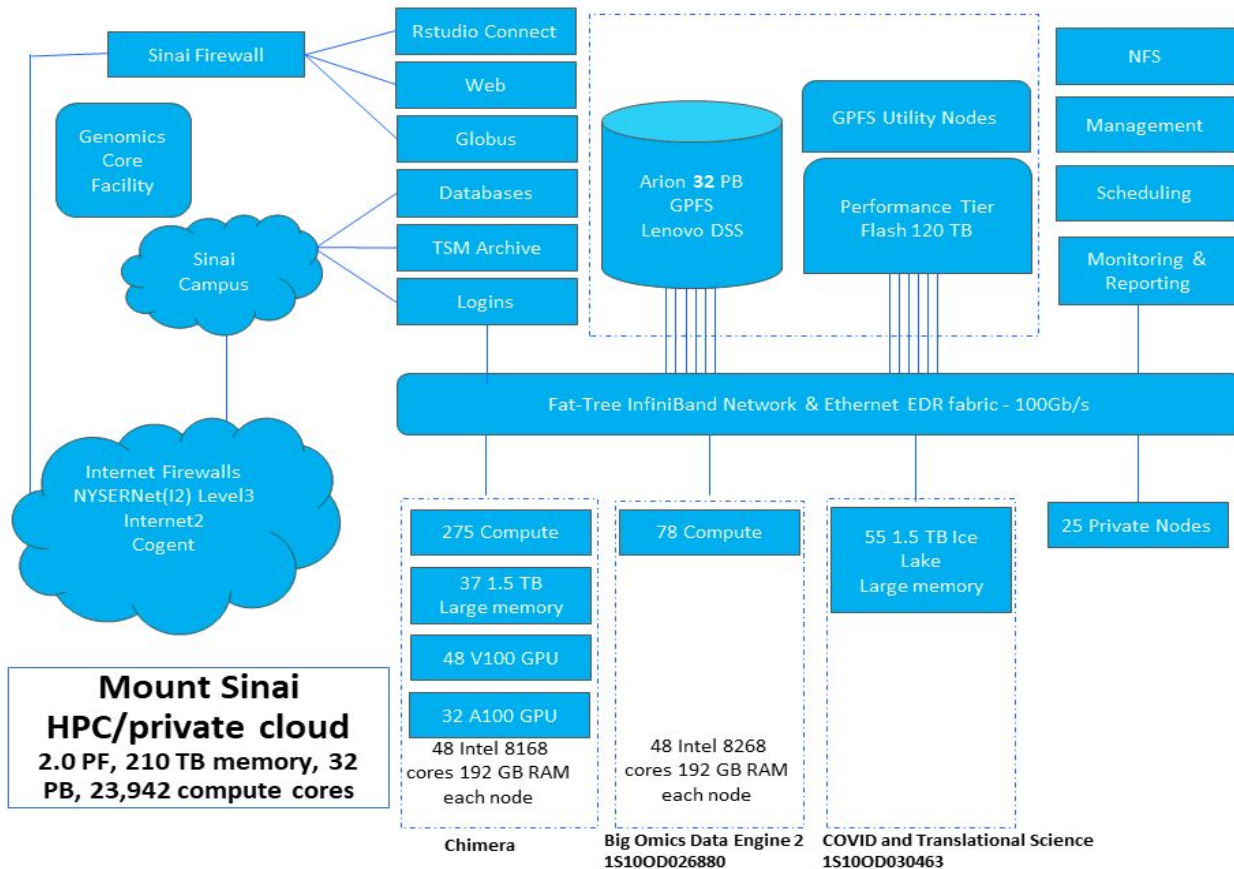 Sinai Firewall
Genomics
Core
Facility
Sinai
Campus
Internet Firewalls
NYSERNet(I2) Level3
Internet2
Cogent
Rstudio Connect
Web
Globus
Databases
TSM Archive
Logins
Arion 32 PB
GPFS
Lenovo DSS
GPFS Utility Nodes
Performance Tier
Flash 120 TB
NFS
Management
Scheduling
Monitoring &
Reporting
Fat-Tree InfiniBand Network & Ethernet EDR fabric - 100Gb/s
275 Compute
37 1.5 TB
Large memory
48 V100 GPU
32 A100 GPU
48 Intel 8168
cores 192 GB RAM
each node
Chimera
78 Compute
48 Intel 8268
cores 192 GB RAM
each node
Big Omics Data Engine 2
1S10OD026880
55 1.5 TB Ice
Lake
Large memory
COVID and Translational Science
1S10OD030463
25 Private Nodes
Mount Sinai
HPC/private cloud
2.0 PF, 210 TB memory, 32
PB, 23,942 compute cores